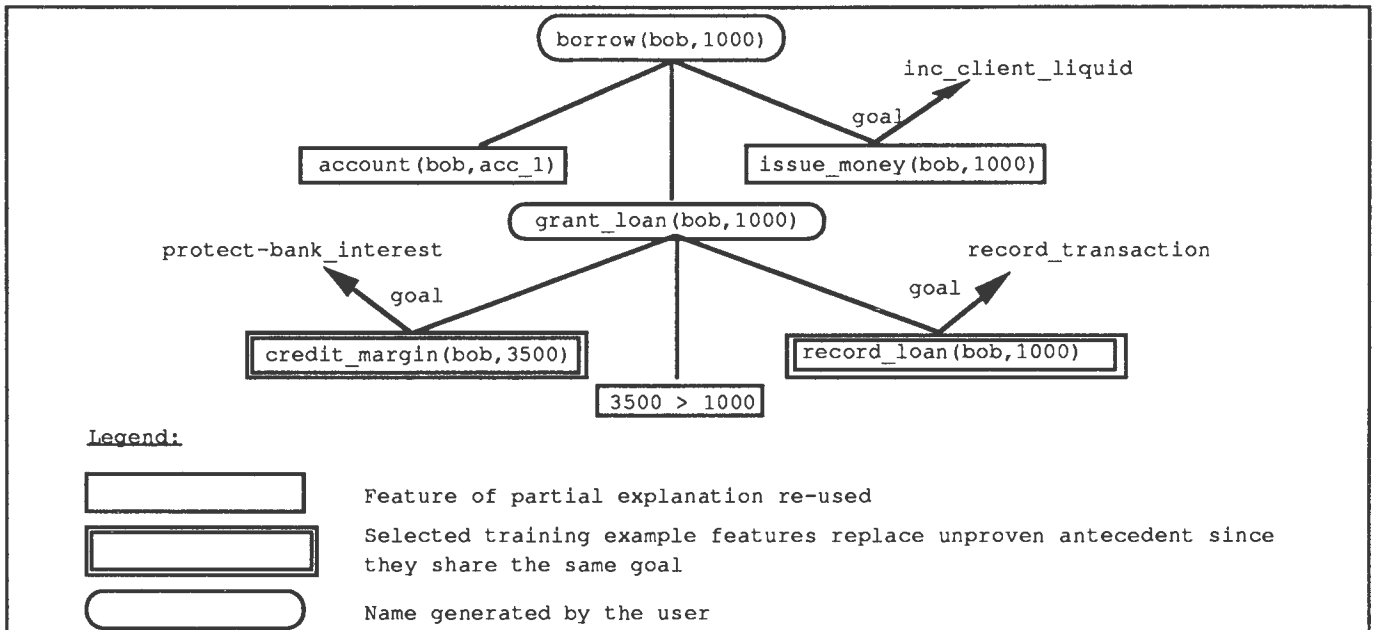 borrow(bob,1000)
inc_client_liquid
goal
account(bob,acc_1)
issue_money(bob,1000)
grant_loan(bob,1000)
protect-bank_interest
record_transaction
goal
goal
credit_margin(bob,3500)
record_loan(bob,1000)
3500 > 1000
Legend:
Feature of partial explanation re-used
Selected training example features replace unproven antecedent since
they share the same goal
Name generated by the user